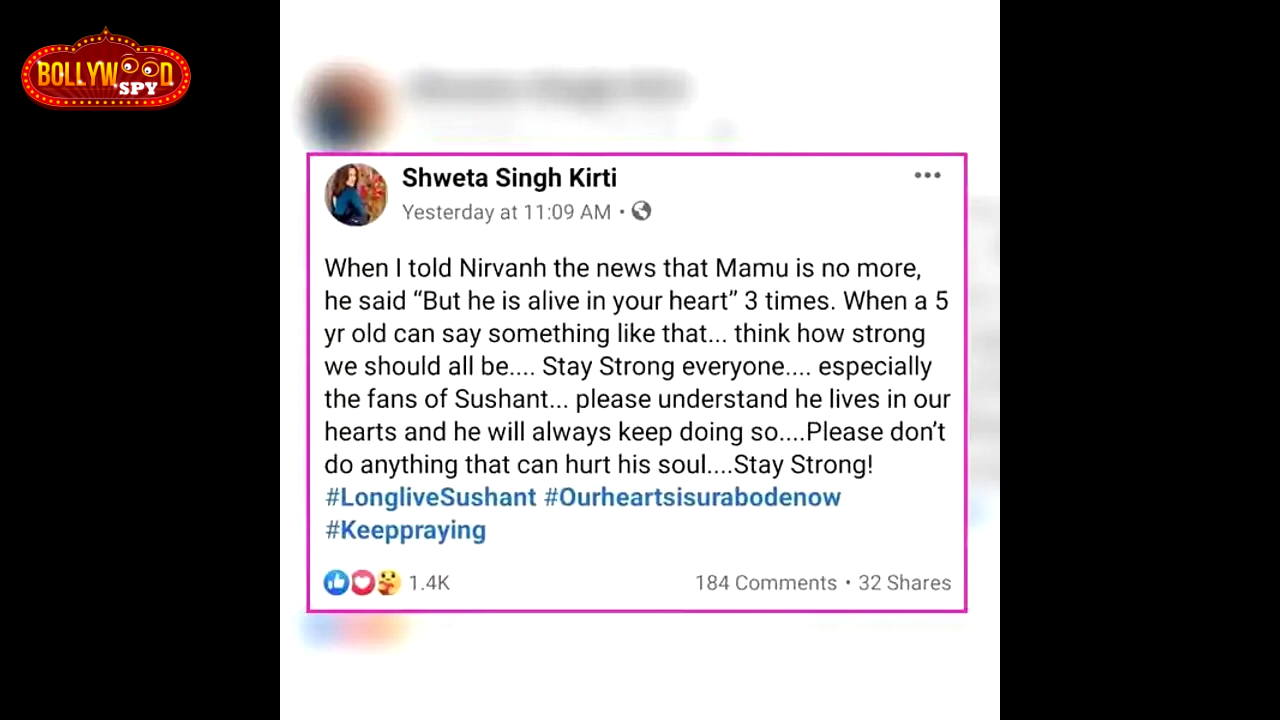 BOLLYWOOD
SPY
Shweta Singh Kirti
Yesterday at 11:09 AM ·
When I told Nirvanh the news that Mamu is no more,
he said “But he is alive in your heart” 3 times. When a 5
yr old can say something like that... think how strong
we should all be.... Stay Strong everyone.... especially
the fans of Sushant... please understand he lives in our
hearts and he will always keep doing so....Please don’t
do anything that can hurt his soul....Stay Strong!
#LongliveSushant #Ourheartsisurabodenow
#Keeppraying
1.4K 184 Comments · 32 Shares